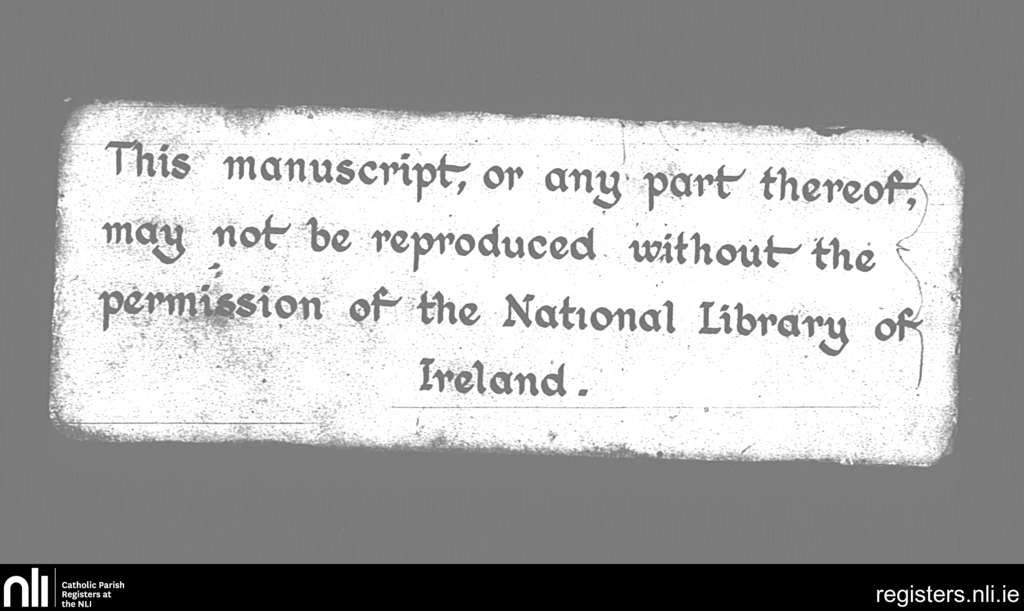 This manuscript, or any part thereof,
may not be reproduced without the
permission of the National Library of
Ireland.
nli
Catholic Parish
Registers at
the NLI
registers.nli.ie